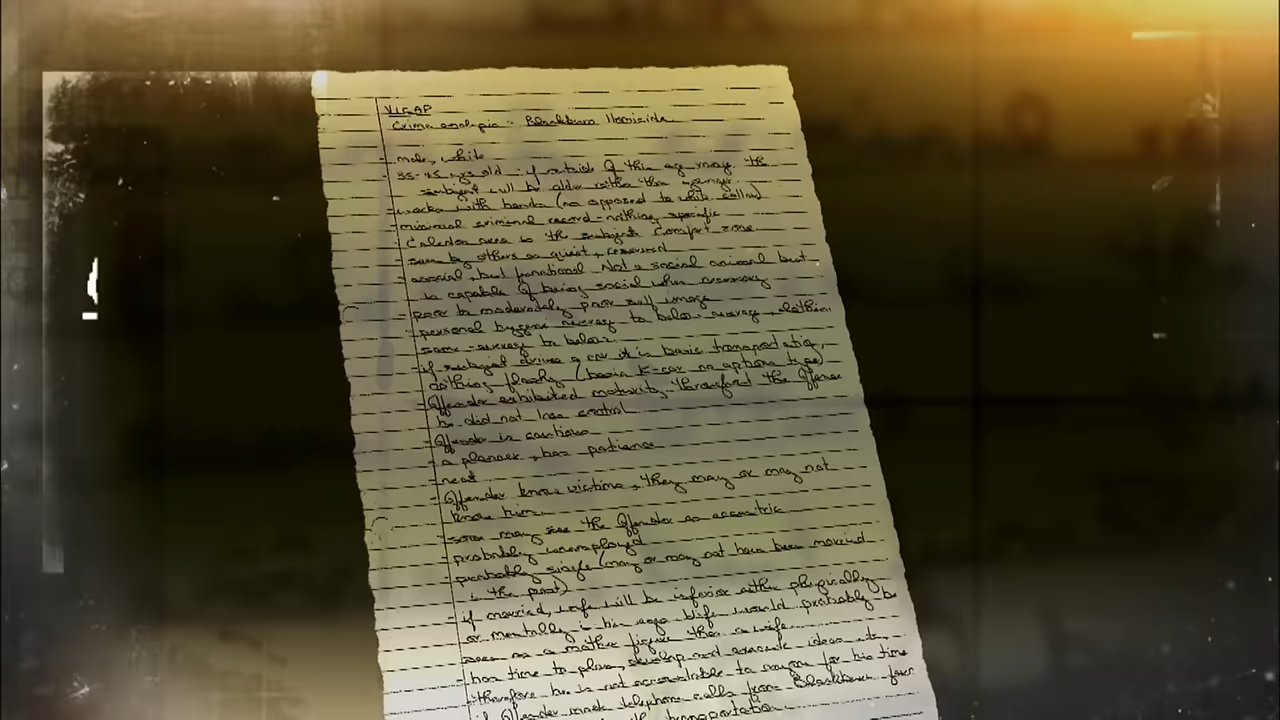 V.I.C.A.P
Crime analysis - Blackburn Homicide
- male, white
- 35-45 yrs old - if outside of this age range the
subject will be older rather than younger
- works with hands (as opposed to white collar)
- minimal criminal record - nothing specific
Caledon area is the subjects comfort zone
seen by others as quiet, reserved
- asocial, but functional. Not a social animal but
is capable of being social when necessary
- poor to moderately poor self image
- personal hygiene average to below average, clothing
same - average to below.
- if subject drives a car it is basic transportation,
nothing flashy (basic K-car no options type)
- Offender exhibited maturity throughout the Offense
he did not lose control
- Offender is cautious
- a planner, has patience
- neat
- Offender knew victims, they may or may not
know him.
- some may see the Offender as eccentric
- probably unemployed
- probably single (may or may not have been married
in the past)
- if married, wife will be inferior either physically
or mentally in his eyes. Wife would probably be
seen as a mother figure than a wife.
- has time to plan, develop and execute ideas etc,
therefore he is not accountable to anyone for his time
- if Offender made telephone calls from Blackburn
transportation